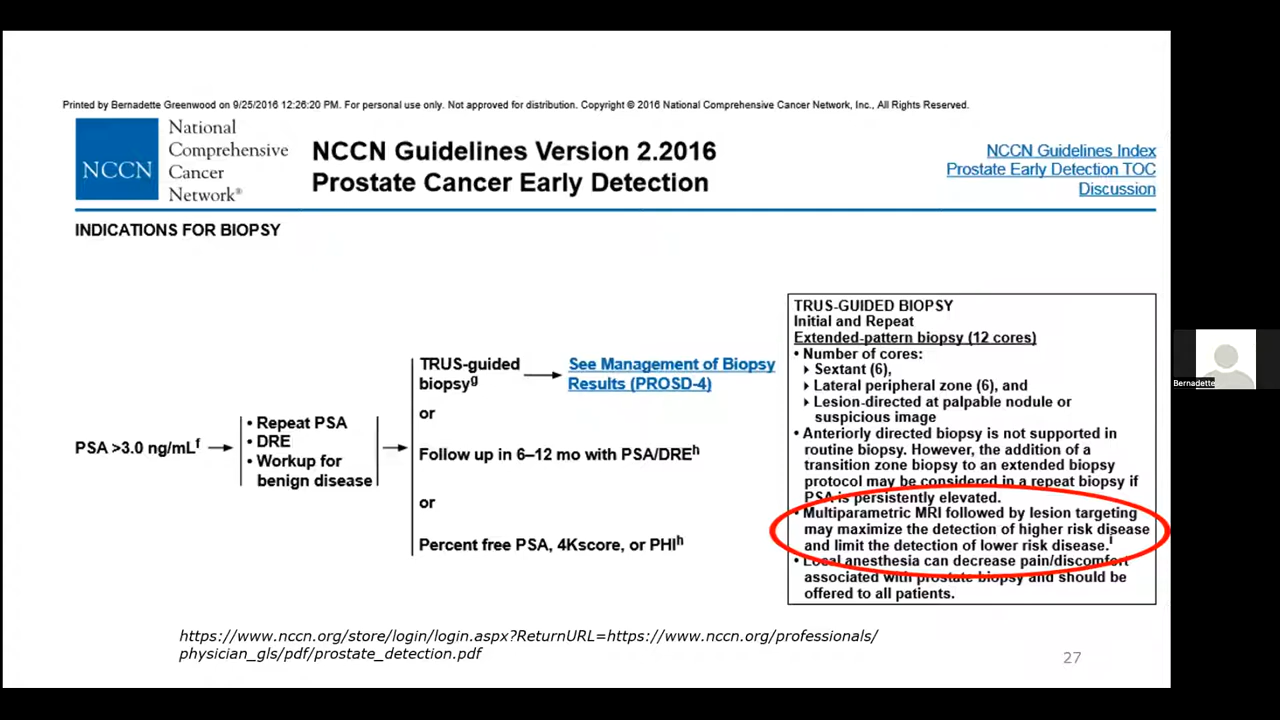 Printed by Bernadette Greenwood on 9/25/2016 12:26:20 PM. For personal use only. Not approved for distribution. Copyright © 2016 National Comprehensive Cancer Network, Inc., All Rights Reserved.
NCCN
National
Comprehensive
Cancer
Network®
NCCN Guidelines Version 2.2016
Prostate Cancer Early Detection
NCCN Guidelines Index
Prostate Early Detection TOC
Discussion
INDICATIONS FOR BIOPSY
PSA >3.0 ng/mLf
• Repeat PSA
• DRE
• Workup for
benign disease
TRUS-guided
biopsyg
See Management of Biopsy
Results (PROSD-4)
or
Follow up in 6–12 mo with PSA/DREh
or
Percent free PSA, 4Kscore, or PHIh
TRUS-GUIDED BIOPSY
Initial and Repeat
Extended-pattern biopsy (12 cores)
• Number of cores:
Sextant (6),
Lateral peripheral zone (6), and
Lesion-directed at palpable nodule or
suspicious image
• Anteriorly directed biopsy is not supported in
routine biopsy. However, the addition of a
transition zone biopsy to an extended biopsy
protocol may be considered in a repeat biopsy if
PSA is persistently elevated.
• Multiparametric MRI followed by lesion targeting
may maximize the detection of higher risk disease
and limit the detection of lower risk disease.i
• Local anesthesia can decrease pain/discomfort
associated with prostate biopsy and should be
offered to all patients.
https://www.nccn.org/store/login/login.aspx?ReturnURL=https://www.nccn.org/professionals/
physician_gls/pdf/prostate_detection.pdf
27
Bernadette